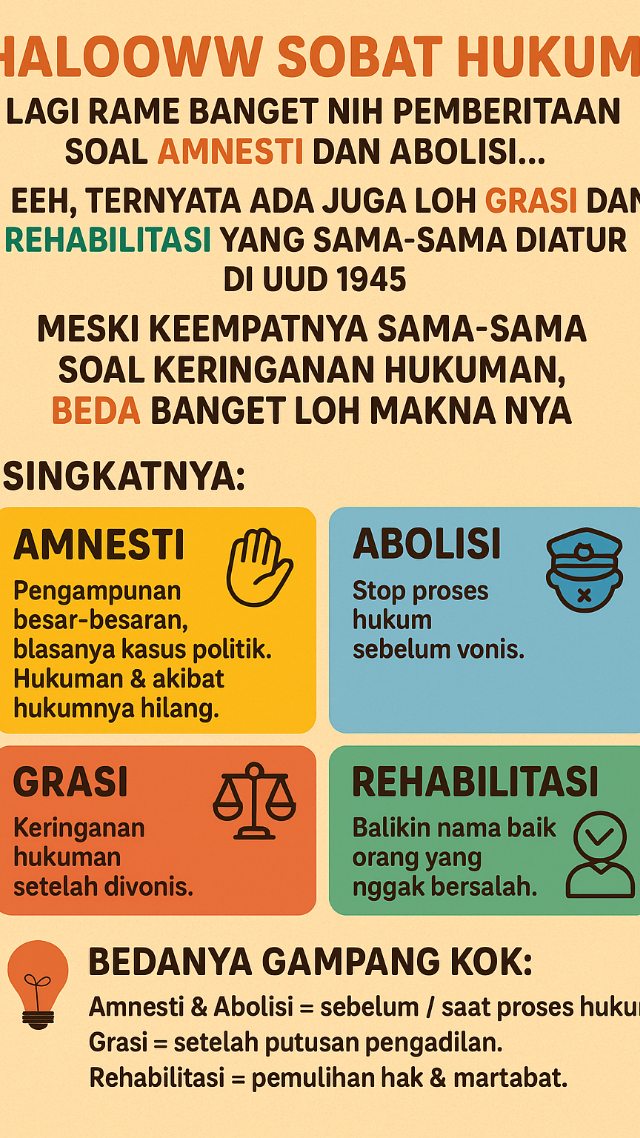 HALOOWW SOBAT HUKUM
LAGI RAME BANGET NIH PEMBERITAAN
SOAL AMNESTI DAN ABOLISI...
EEH, TERNYATA ADA JUGA LOH GRASI DAN
REHABILITASI YANG SAMA-SAMA DIATUR
DI UUD 1945
MESKI KEEMPATNYA SAMA-SAMA
SOAL KERINGANAN HUKUMAN,
BEDA BANGET LOH MAKNA NYA
SINGKATNYA:
AMNESTI
Pengampunan
besar-besaran,
blasanya kasus politik.
Hukuman & akibat
hukumnya hilang.
ABOLISI
Stop proses
hukum
sebelum vonis.
GRASI
Keringanan
hukuman
setelah divonis.
REHABILITASI
Balikin nama baik
orang yang
nggak bersalah.
BEDANYA GAMPANG KOK:
Amnesti & Abolisi = sebelum / saat proses huku
Grasi = setelah putusan pengadilan.
Rehabilitasi = pemulihan hak & martabat.